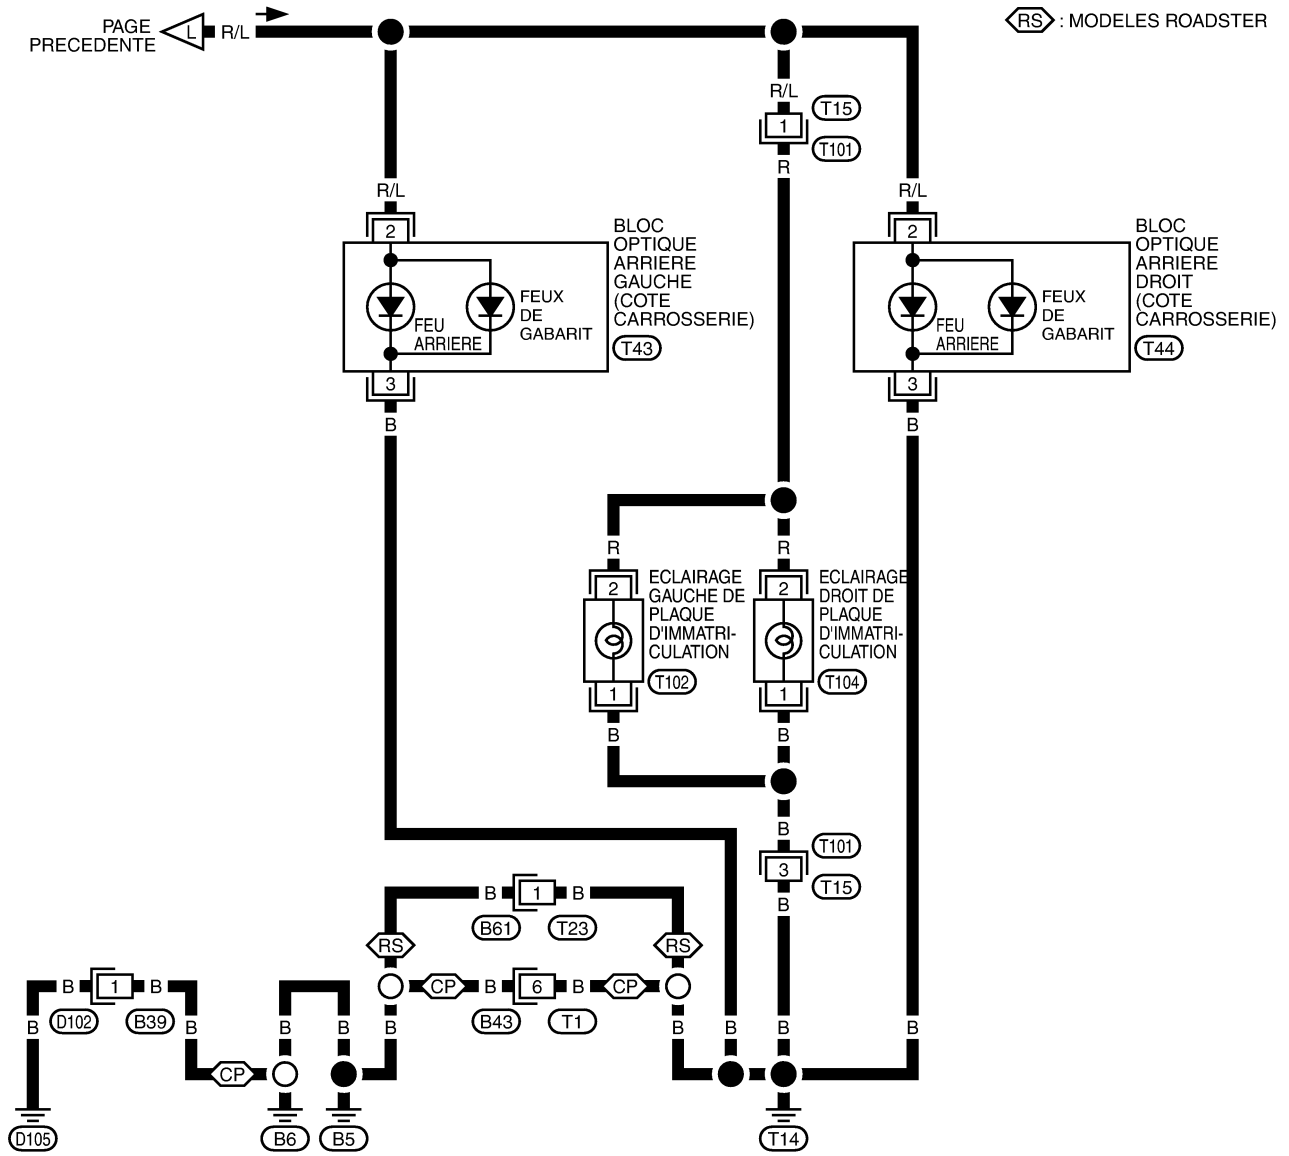 PAGE
PRECEDENTE
L
R/L
RS : MODELES ROADSTER
R/L
T15
1
T101
R
R/L
R/L
2
2
BLOC
OPTIQUE
ARRIERE
GAUCHE
(COTE
CARROSSERIE)
T43
BLOC
OPTIQUE
ARRIERE
DROIT
(COTE
CARROSSERIE)
T44
FEU
ARRIERE
FEUX
DE
GABARIT
FEU
ARRIERE
FEUX
DE
GABARIT
3
3
B
B
R
R
2
ECLAIRAGE
GAUCHE DE
PLAQUE
D'IMMATRI-
CULATION
T102
2
ECLAIRAGE
DROIT DE
PLAQUE
D'IMMATRI-
CULATION
T104
1
1
B
B
B
T101
3
T15
B
B
1
B
B61
T23
RS
RS
B
1
B
CP
B
6
B
CP
D102
B39
B43
T1
B
B
B
B
B
B
B
B
B
CP
D105
B6
B5
T14